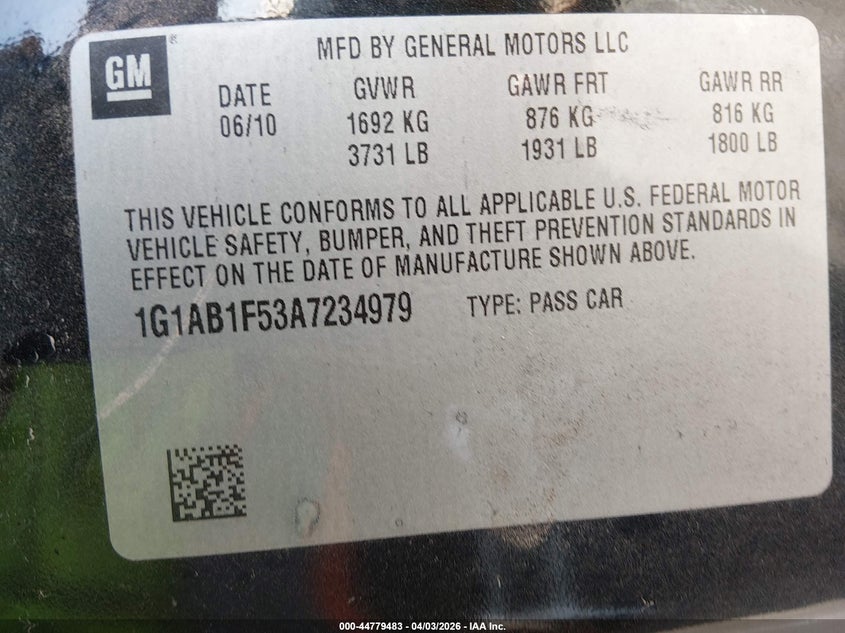 GM®
MFD BY GENERAL MOTORS LLC
DATE GVWR GAWR FRT GAWR RR
06/10 1692 KG 876 KG 816 KG
3731 LB 1931 LB 1800 LB
THIS VEHICLE CONFORMS TO ALL APPLICABLE U.S. FEDERAL MOTOR
VEHICLE SAFETY, BUMPER, AND THEFT PREVENTION STANDARDS IN
EFFECT ON THE DATE OF MANUFACTURE SHOWN ABOVE.
1G1AB1F53A7234979 TYPE: PASS CAR
000-44779483 - 04/03/2026 - IAA Inc.